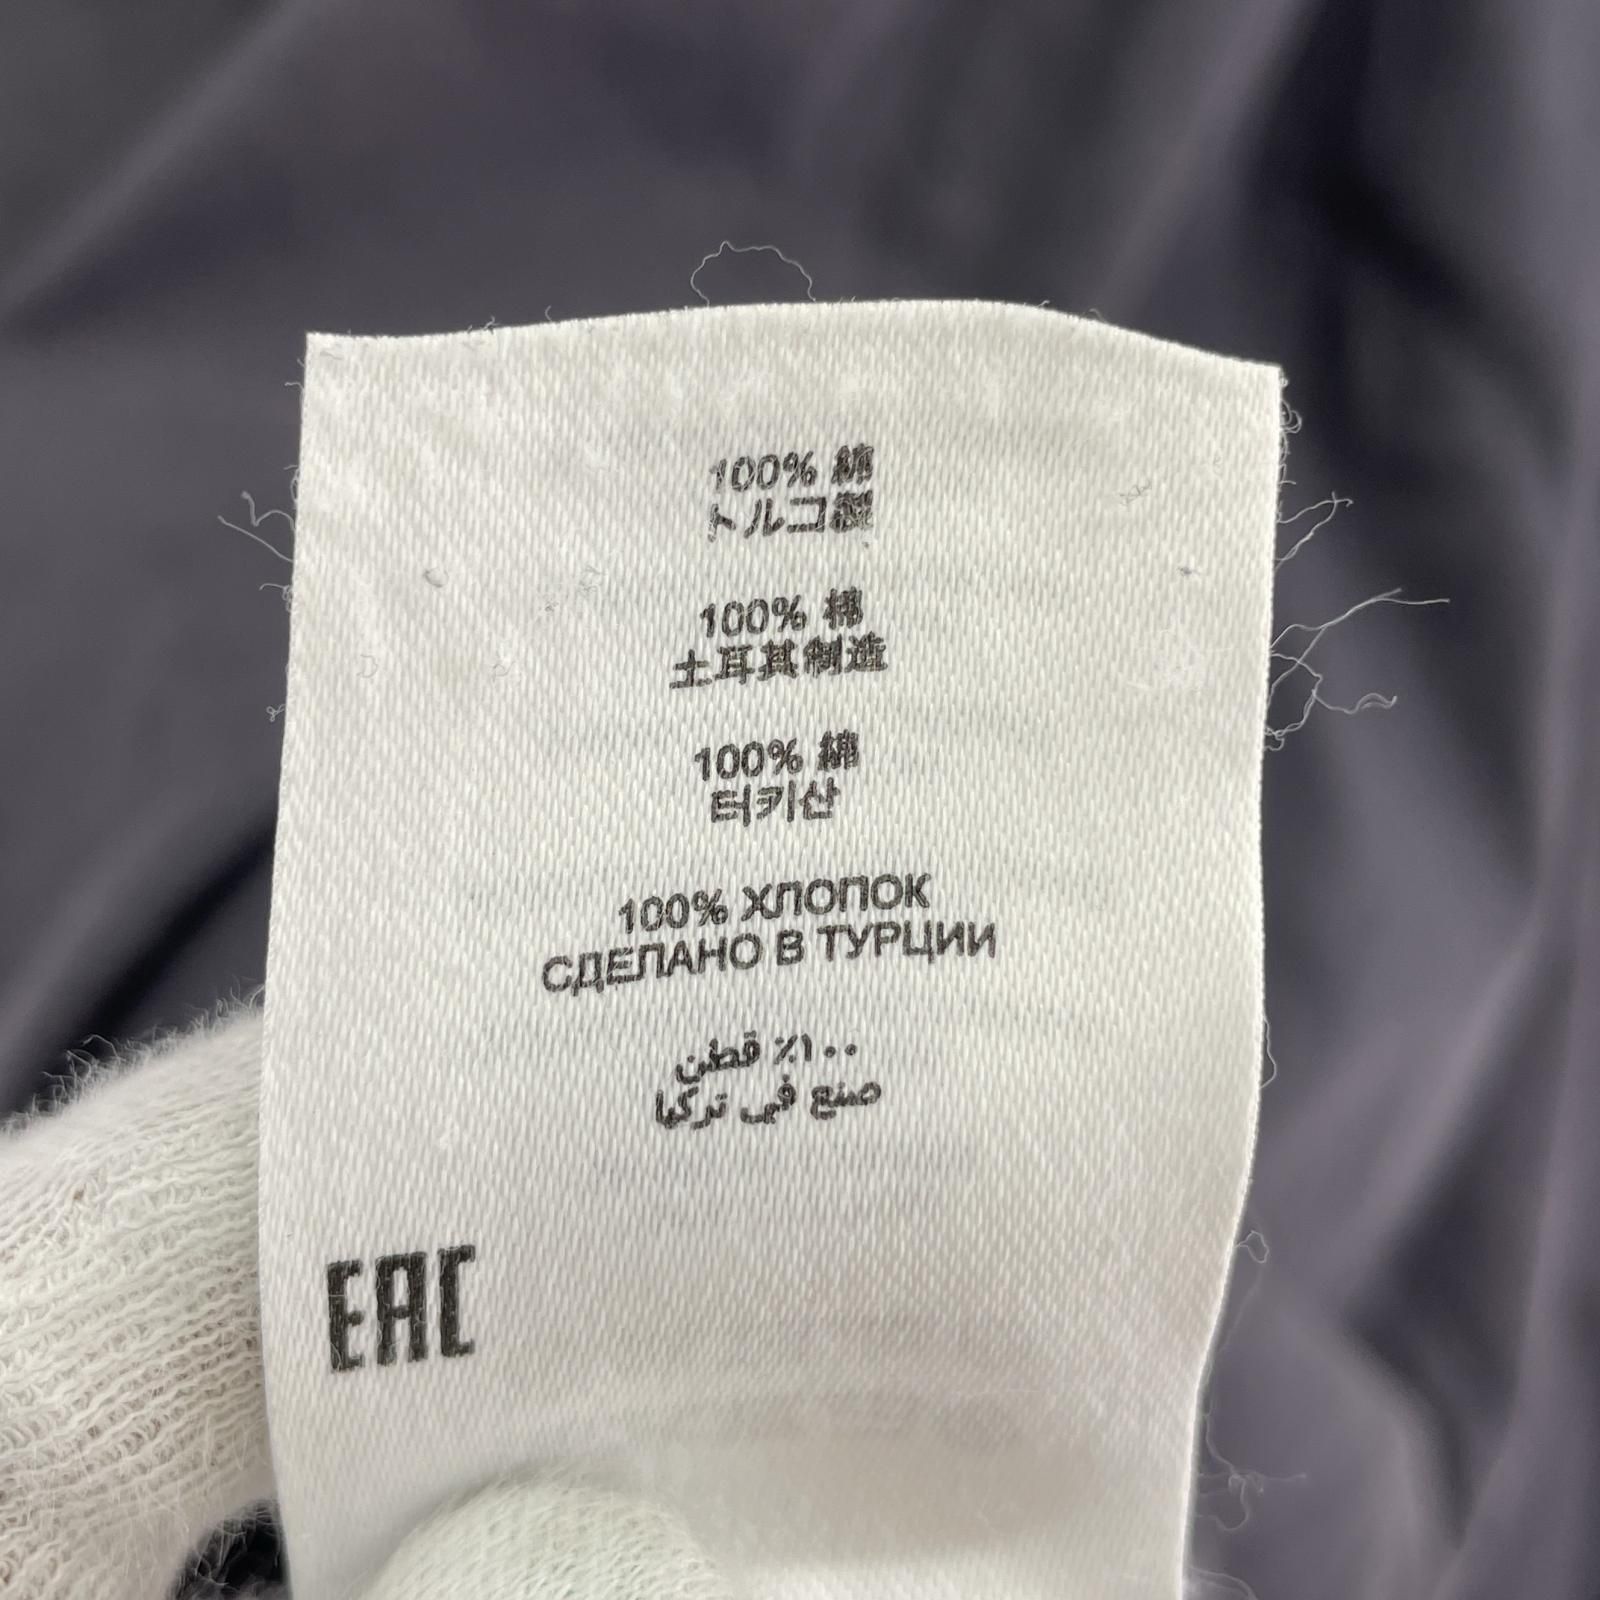 100% 綿
トルコ製
100% 棉
土耳其制造
100% 綿
터키산
100% ХЛОПОК
СДЕЛАНО В ТУРЦИИ
٪١٠٠ قطن
صنع في تركيا
EAC